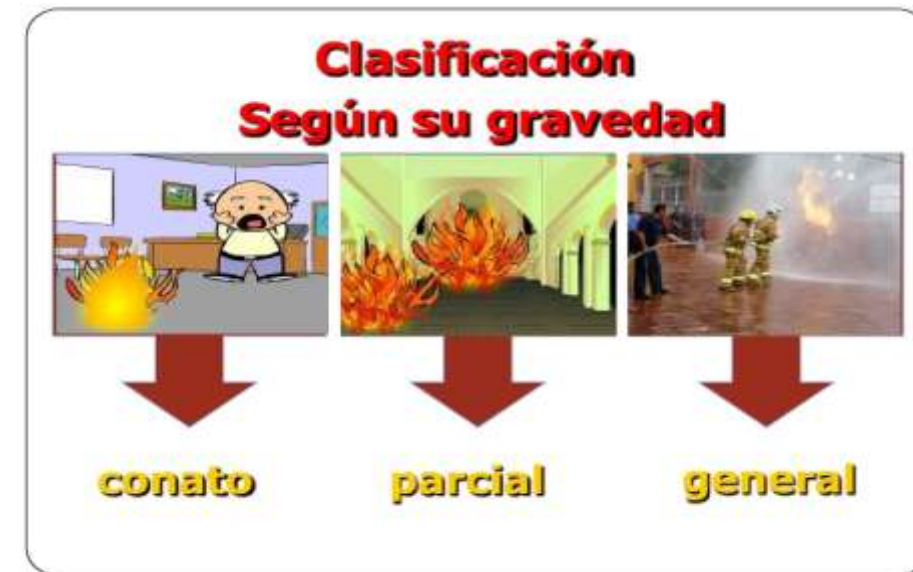 Clasificación
Según su gravedad
conato
parcial
general